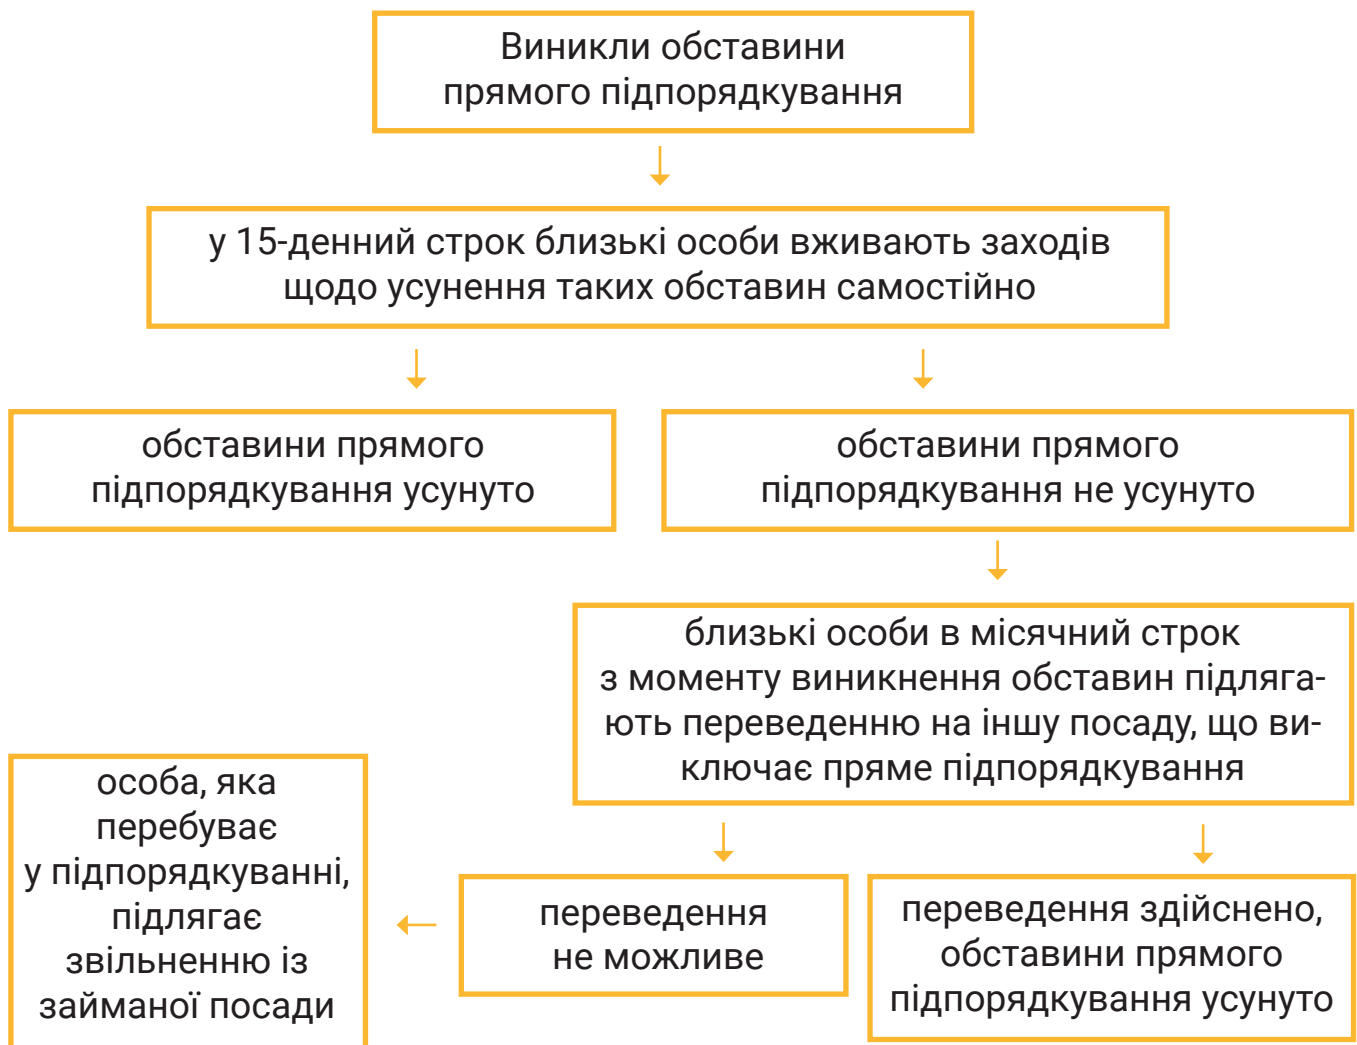 Виникли обставини
прямого підпорядкування
у 15-денний строк близькі особи вживають заходів
щодо усунення таких обставин самостійно
обставини прямого
підпорядкування усунуто
обставини прямого
підпорядкування не усунуто
близькі особи в місячний строк
з моменту виникнення обставин підляга-
ють переведенню на іншу посаду, що ви-
ключає пряме підпорядкування
особа, яка
перебуває
у підпорядкуванні,
підлягає
звільненню із
займаної посади
переведення
не можливе
переведення здійснено,
обставини прямого
підпорядкування усунуто